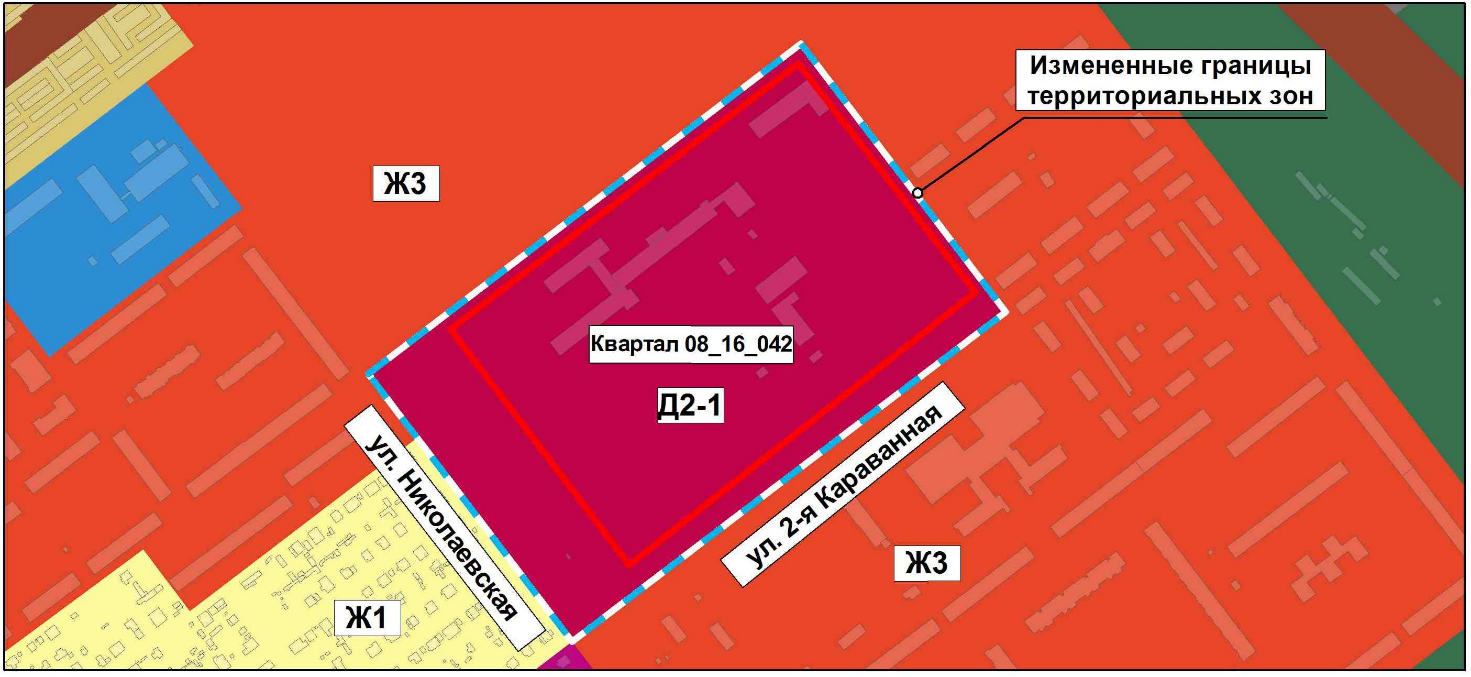 Измененные границы
территориальных зон
Ж3
Квартал 08_16_042
Д2-1
ул. Николаевская
ул. 2-я Караванная
Ж3
Ж1